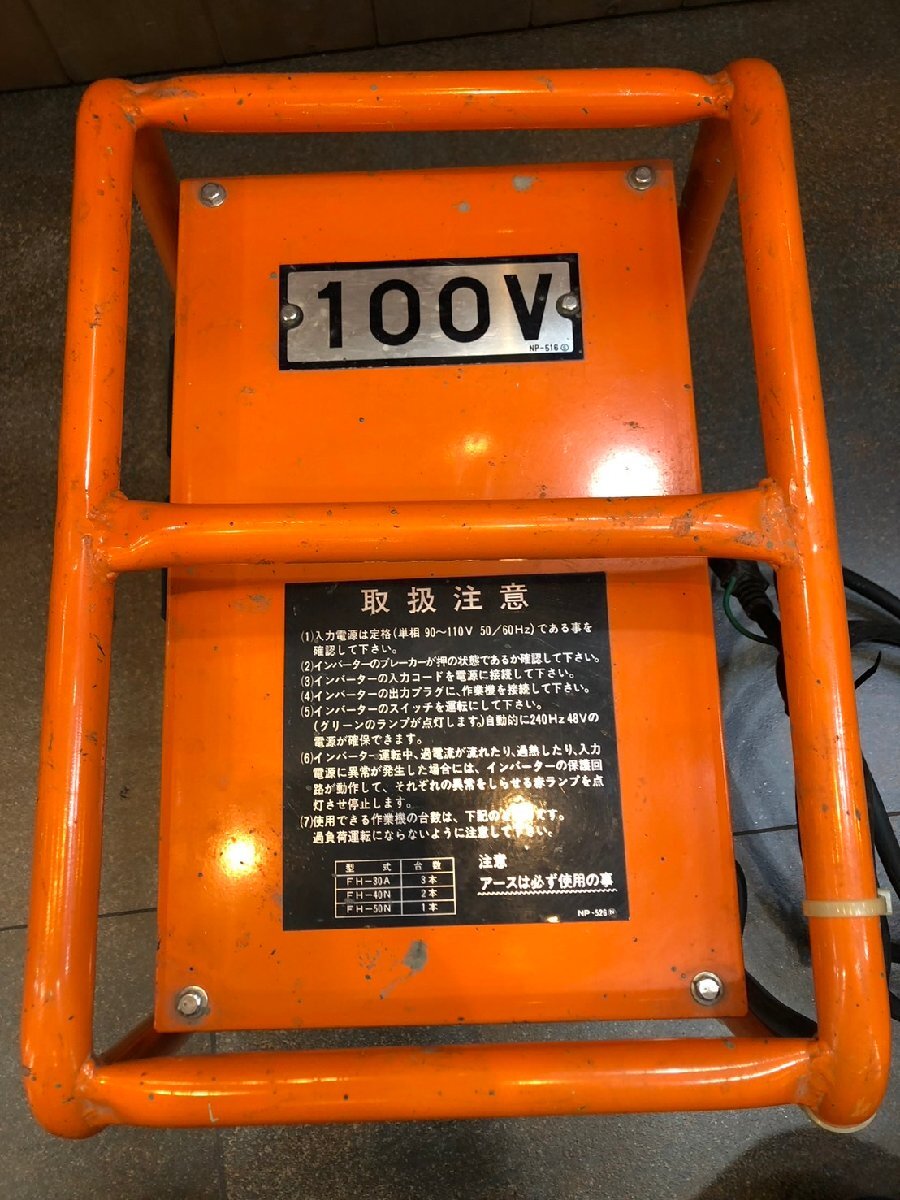 100V
NP-516
取扱注意
(1)入力電源は定格(単相 90〜110V 50/60Hz)である事を
確認して下さい。
(2)インバーターのブレーカーが押の状態であるか確認して下さい。
(3)インバーターの入力コードを電源に接続して下さい。
(4)インバーターの出力プラグに、作業機を接続して下さい。
(5)インバーターのスイッチを運転にして下さい。
(グリーンのランプが点灯します。)自動的に240Hz48Vの
電源が確保できます。
(6)インバーター運転中、過電流が流れたり、過熱したり、入力
電源に異常が発生した場合には、インバーターの保護回
路が動作して、それぞれの異常をしらせる赤ランプを点
灯させ停止します。
(7)使用できる作業機の台数は、下記の です。
過負荷運転にならないように注意して下さい。
型 式 台 数
FH-30A 3本
FH-40N 2本
FH-50N 1本
注意
アースは必ず使用の事
NP-526